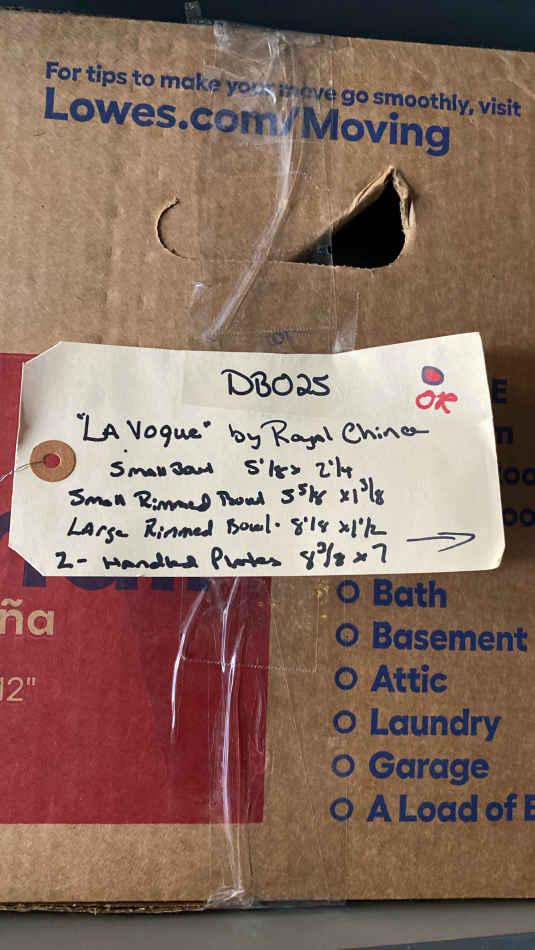 For tips to make your move go smoothly, visit
Lowes.com/Moving
DB025
OR
"LA Vogue" by Royal China
Small Bowl 5 1/8 x 2 1/4
Small Rimmed Bowl 5 5/8 x 1 3/8
LArge Rimmed Bowl - 8 1/8 x 1 1/2
2 - Handled Plates 8 3/8 x 7
ña
12"
Bath
Basement
Attic
Laundry
Garage
A Load of